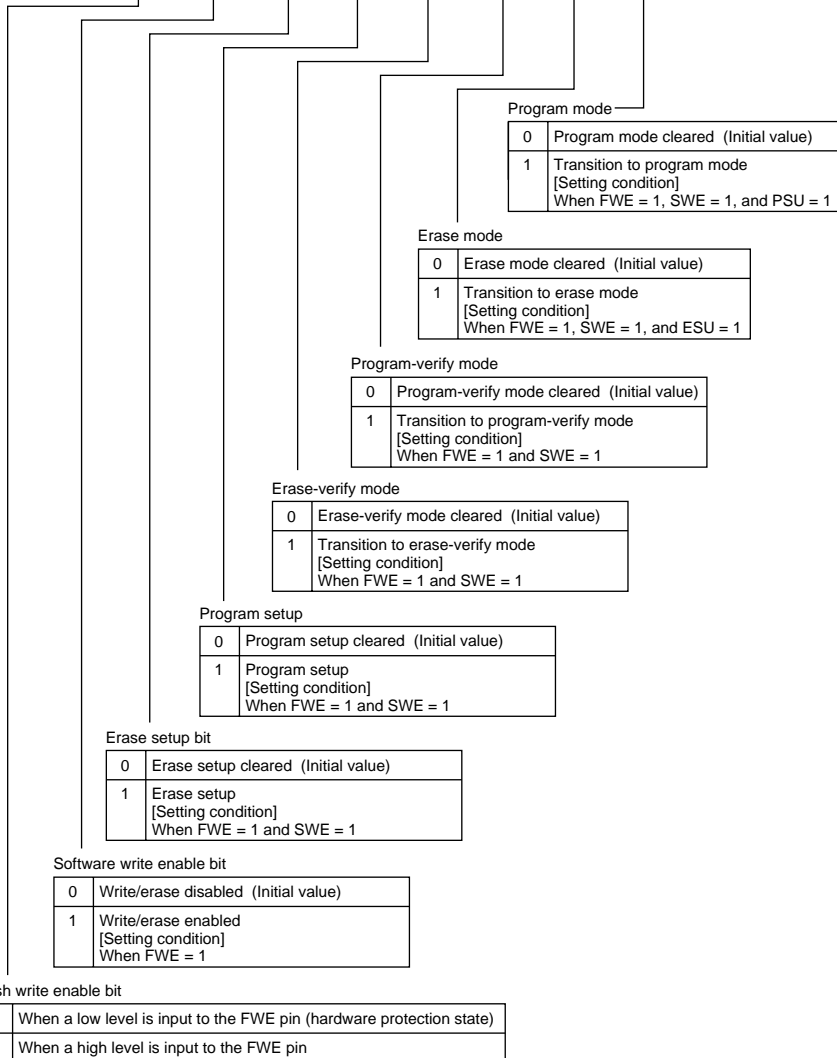 Program mode
0 Program mode cleared (Initial value)
1 Transition to program mode
[Setting condition]
When FWE = 1, SWE = 1, and PSU = 1
Erase mode
0 Erase mode cleared (Initial value)
1 Transition to erase mode
[Setting condition]
When FWE = 1, SWE = 1, and ESU = 1
Program-verify mode
0 Program-verify mode cleared (Initial value)
1 Transition to program-verify mode
[Setting condition]
When FWE = 1 and SWE = 1
Erase-verify mode
0 Erase-verify mode cleared (Initial value)
1 Transition to erase-verify mode
[Setting condition]
When FWE = 1 and SWE = 1
Program setup
0 Program setup cleared (Initial value)
1 Program setup
[Setting condition]
When FWE = 1 and SWE = 1
Erase setup bit
0 Erase setup cleared (Initial value)
1 Erase setup
[Setting condition]
When FWE = 1 and SWE = 1
Software write enable bit
0 Write/erase disabled (Initial value)
1 Write/erase enabled
[Setting condition]
When FWE = 1
write enable bit
When a low level is input to the FWE pin (hardware protection state)
When a high level is input to the FWE pin